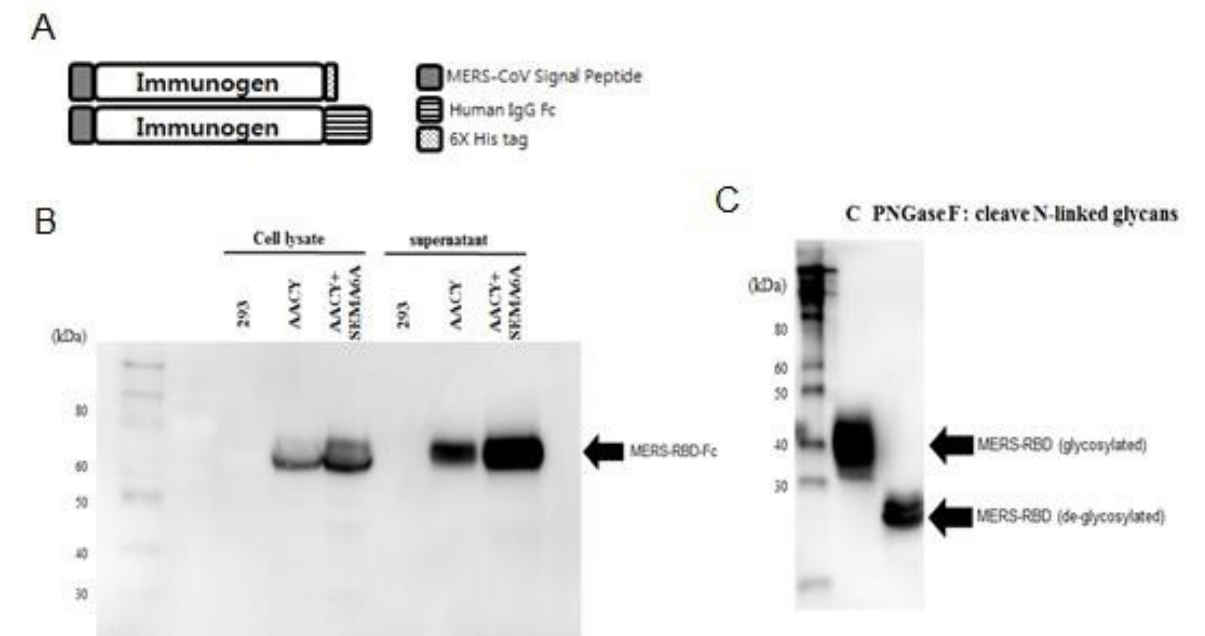 A
Immunogen
Immunogen
MERS-CoV Signal Peptide
Human IgG Fc
6X His tag
B
Cell lysate
supernatant
293
AACY
AACY+
SEMA6A
293
AACY
AACY+
SEMA6A
(kDa)
80
60
50
40
30
MERS-RBD-Fc
C
C PNGase F: cleave N-linked glycans
(kDa)
80
60
50
40
30
MERS-RBD (glycosylated)
MERS-RBD (de-glycosylated)